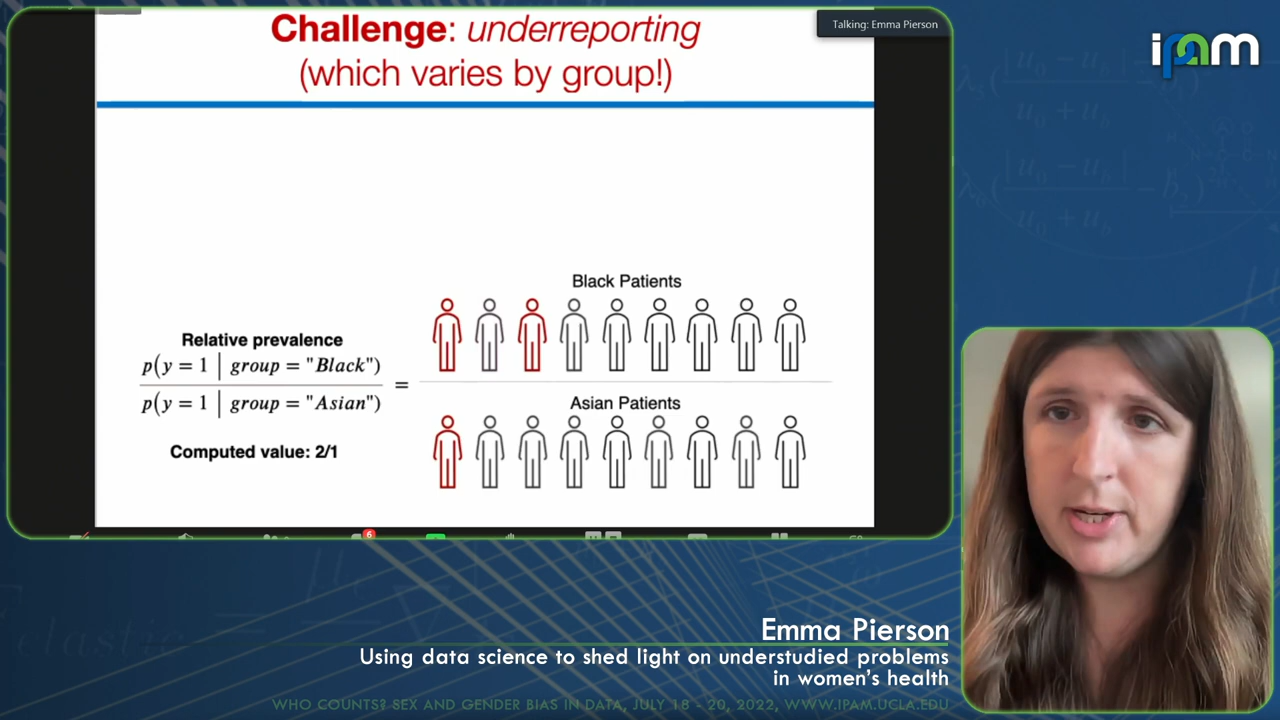 Challenge: underreporting
(which varies by group!)
Talking: Emma Pierson
ipam
Black Patients
Relative prevalence
p(y = 1 | group = "Black")
=
p(y = 1 | group = "Asian")
Asian Patients
Computed value: 2/1
6
Emma Pierson
Using data science to shed light on understudied problems
in women's health
WHO COUNTS? SEX AND GENDER BIAS IN DATA, JULY 18 - 20, 2022, WWW.IPAM.UCLA.EDU